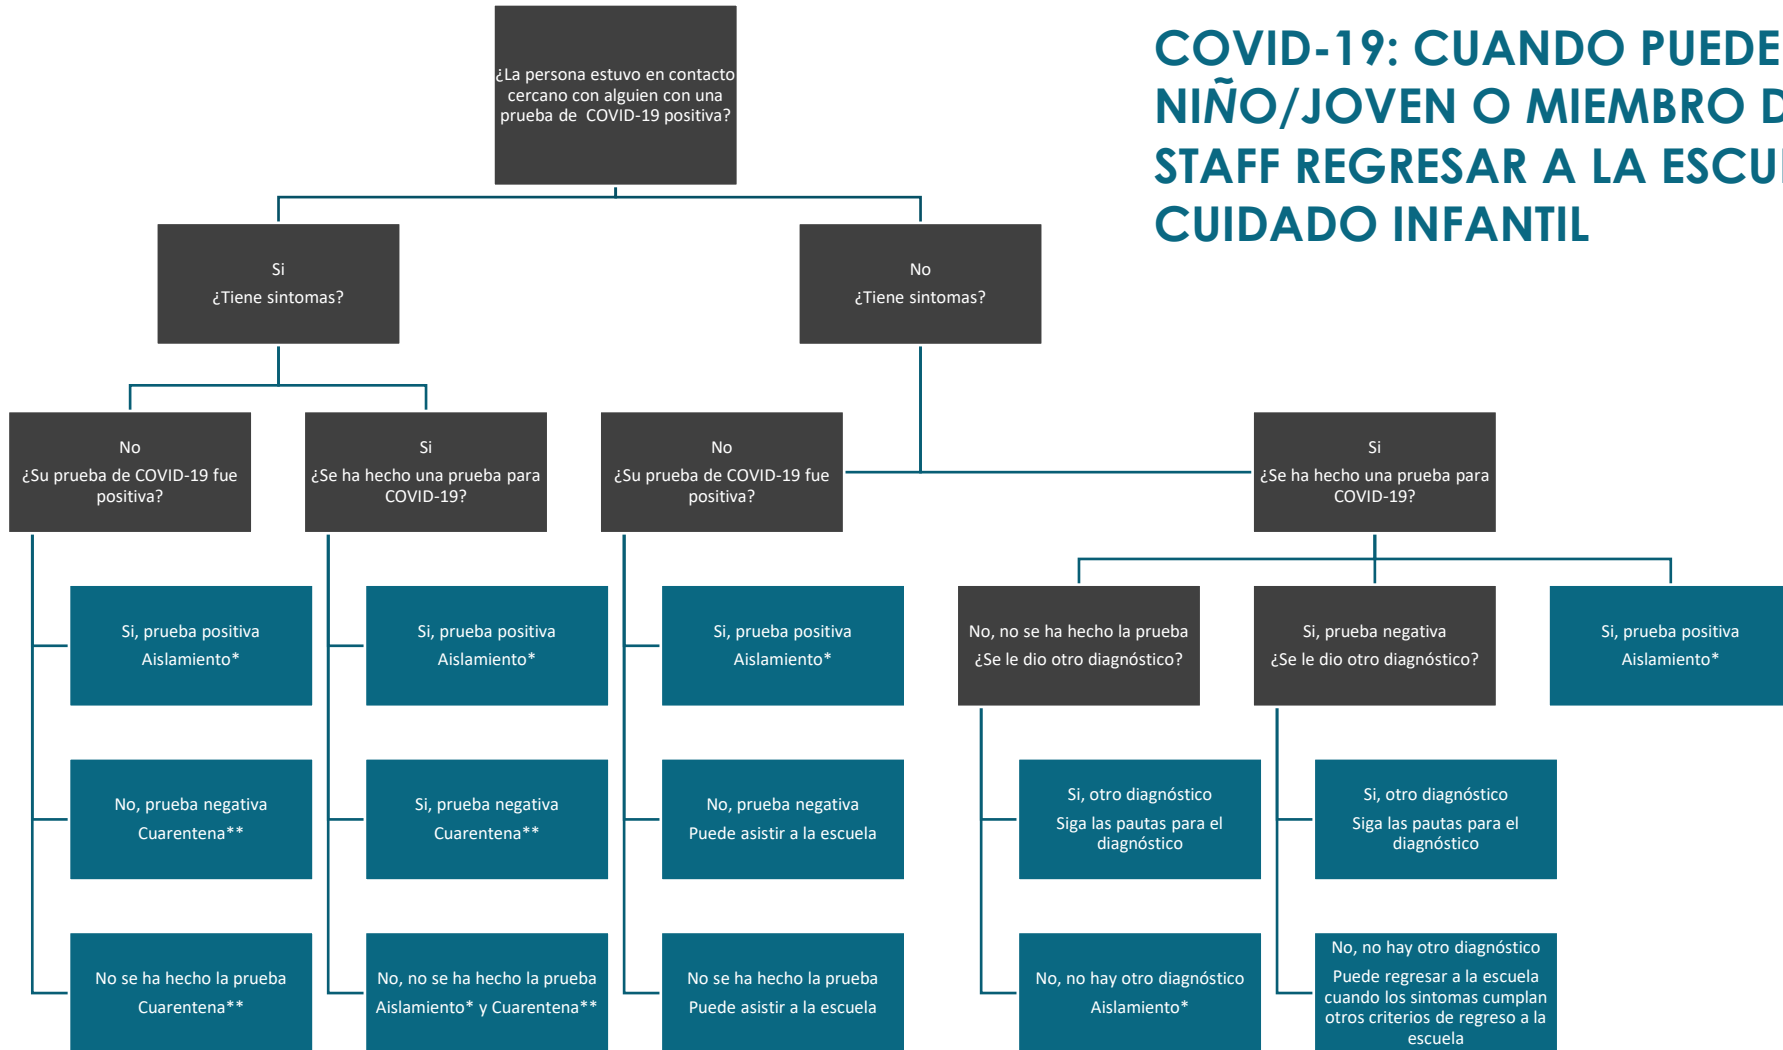 COVID-19: CUANDO PUEDE
NIÑO/JOVEN O MIEMBRO D
STAFF REGRESAR A LA ESCU
CUIDADO INFANTIL
¿La persona estuvo en contacto
cercano con alguien con una
prueba de COVID-19 positiva?
Si
¿Tiene sintomas?
No
¿Tiene sintomas?
No
¿Su prueba de COVID-19 fue
positiva?
Si
¿Se ha hecho una prueba para
COVID-19?
No
¿Su prueba de COVID-19 fue
positiva?
Si
¿Se ha hecho una prueba para
COVID-19?
Si, prueba positiva
Aislamiento*
Si, prueba positiva
Aislamiento*
Si, prueba positiva
Aislamiento*
No, no se ha hecho la prueba
¿Se le dio otro diagnóstico?
Si, prueba negativa
¿Se le dio otro diagnóstico?
Si, prueba positiva
Aislamiento*
No, prueba negativa
Cuarentena**
Si, prueba negativa
Cuarentena**
No, prueba negativa
Puede asistir a la escuela
Si, otro diagnóstico
Siga las pautas para el
diagnóstico
Si, otro diagnóstico
Siga las pautas para el
diagnóstico
No se ha hecho la prueba
Cuarentena**
No, no se ha hecho la prueba
Aislamiento* y Cuarentena**
No se ha hecho la prueba
Puede asistir a la escuela
No, no hay otro diagnóstico
Aislamiento*
No, no hay otro diagnóstico
Puede regresar a la escuela
cuando los sintomas cumplan
otros criterios de regreso a la
escuela